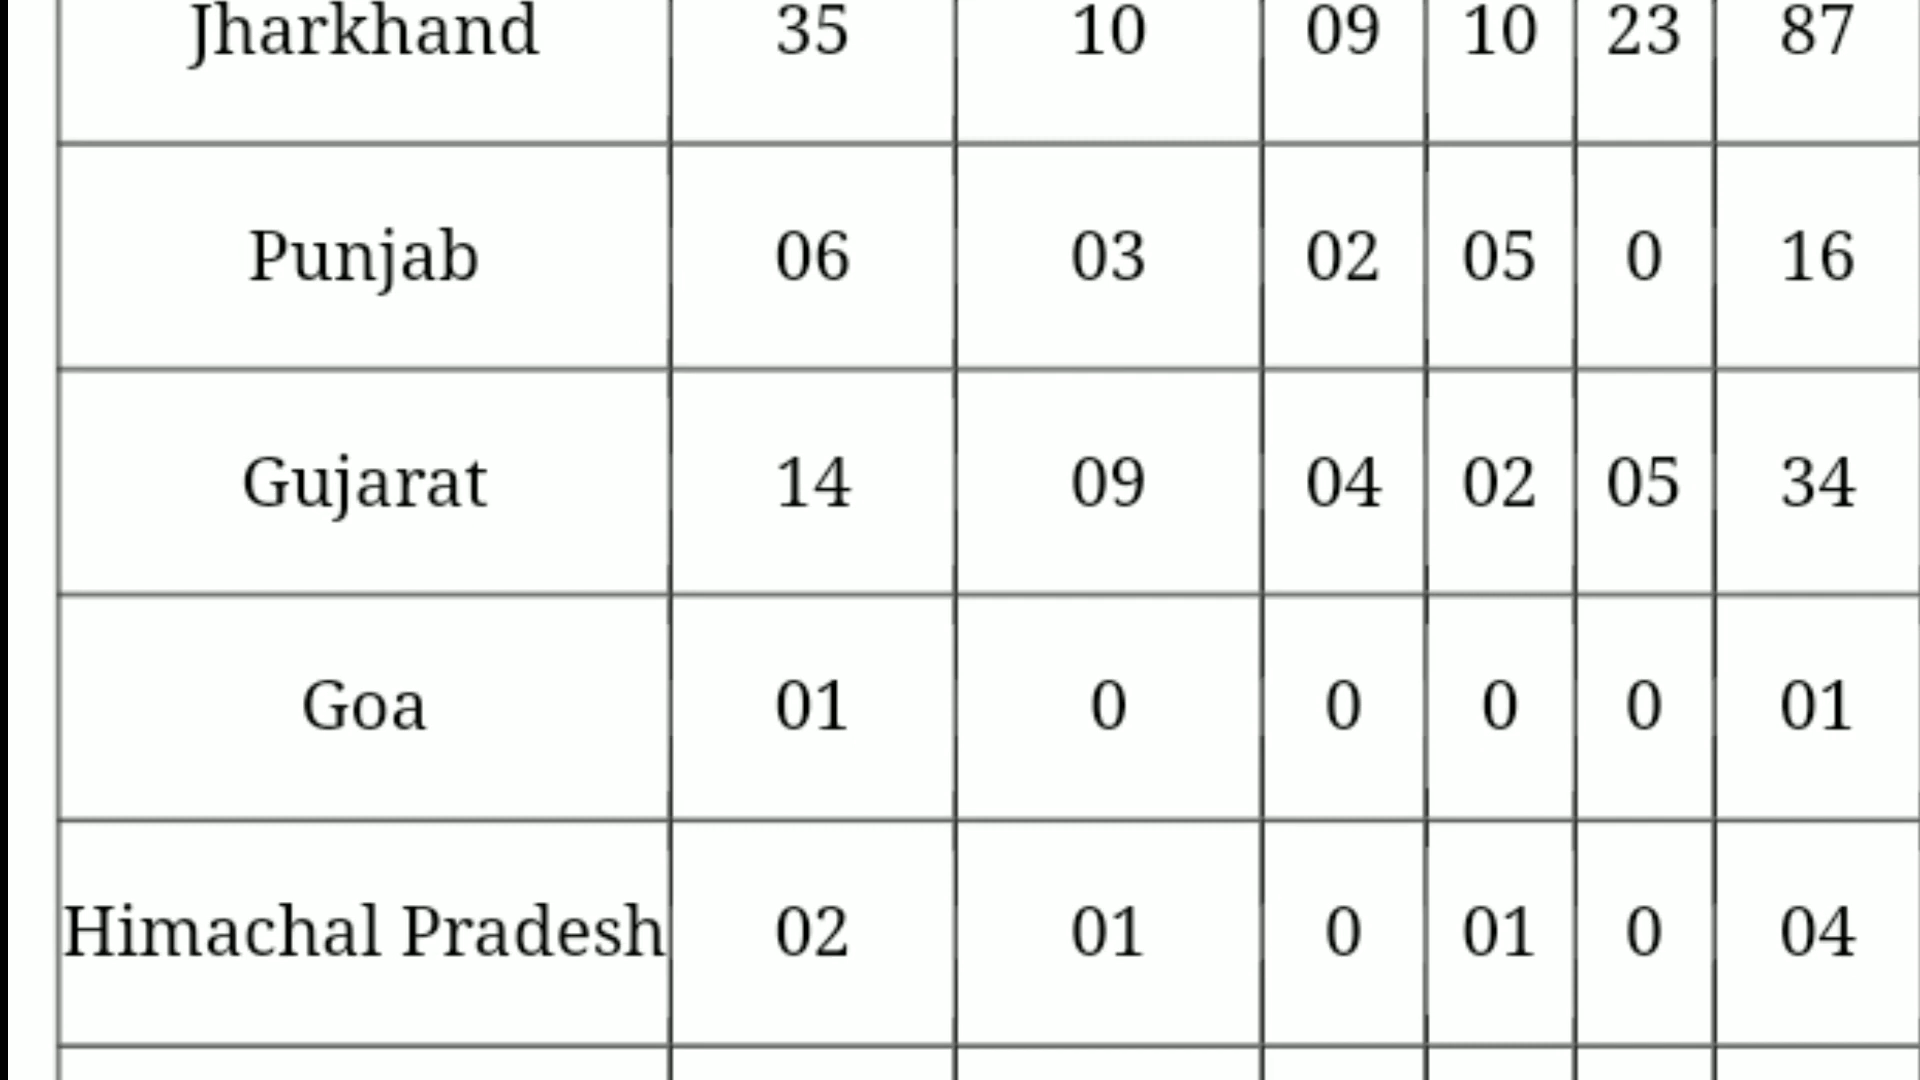 Jharkhand 35 10 09 10 23 87
Punjab 06 03 02 05 0 16
Gujarat 14 09 04 02 05 34
Goa 01 0 0 0 0 01
Himachal Pradesh 02 01 0 01 0 04